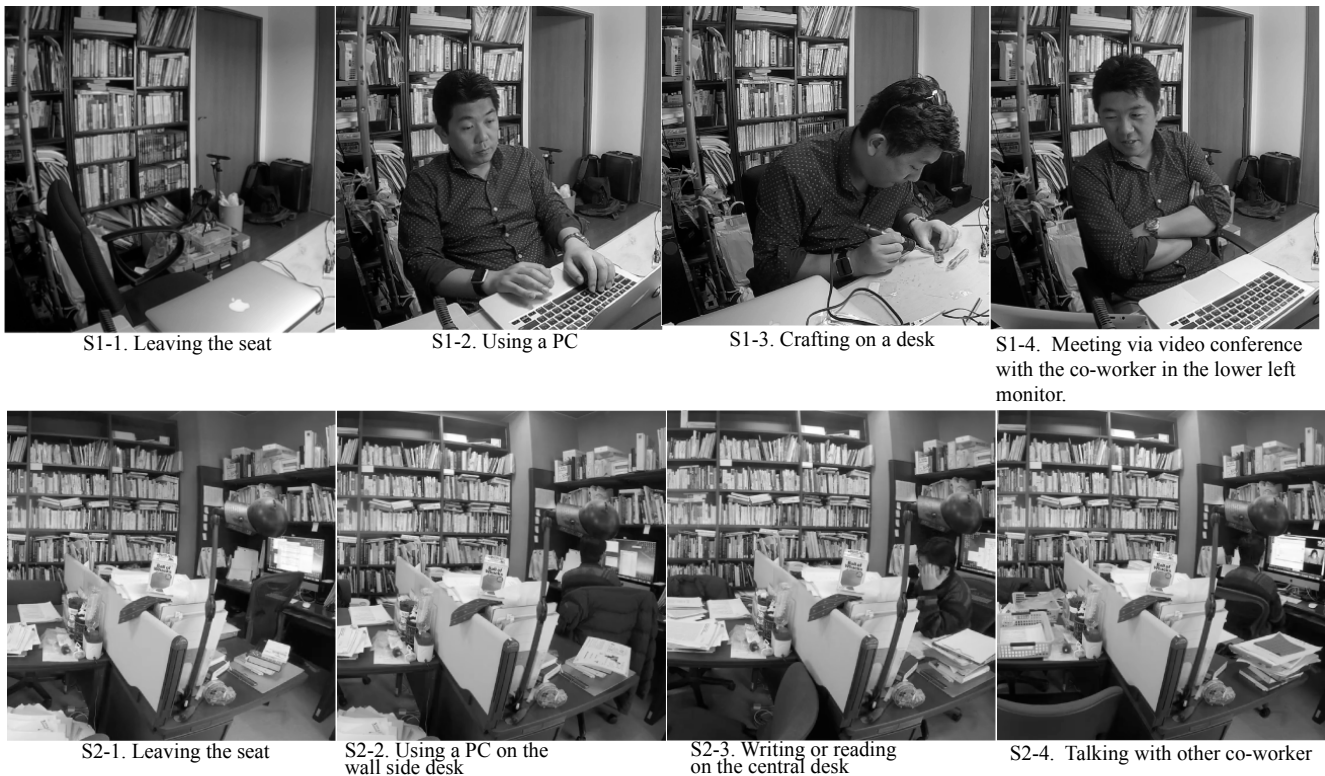 S1-1. Leaving the seat
S1-2. Using a PC
S1-3. Crafting on a desk
S1-4. Meeting via video conference
with the co-worker in the lower left
monitor.
S2-1. Leaving the seat
S2-2. Using a PC on the
wall side desk
S2-3. Writing or reading
on the central desk
S2-4. Talking with other co-worker